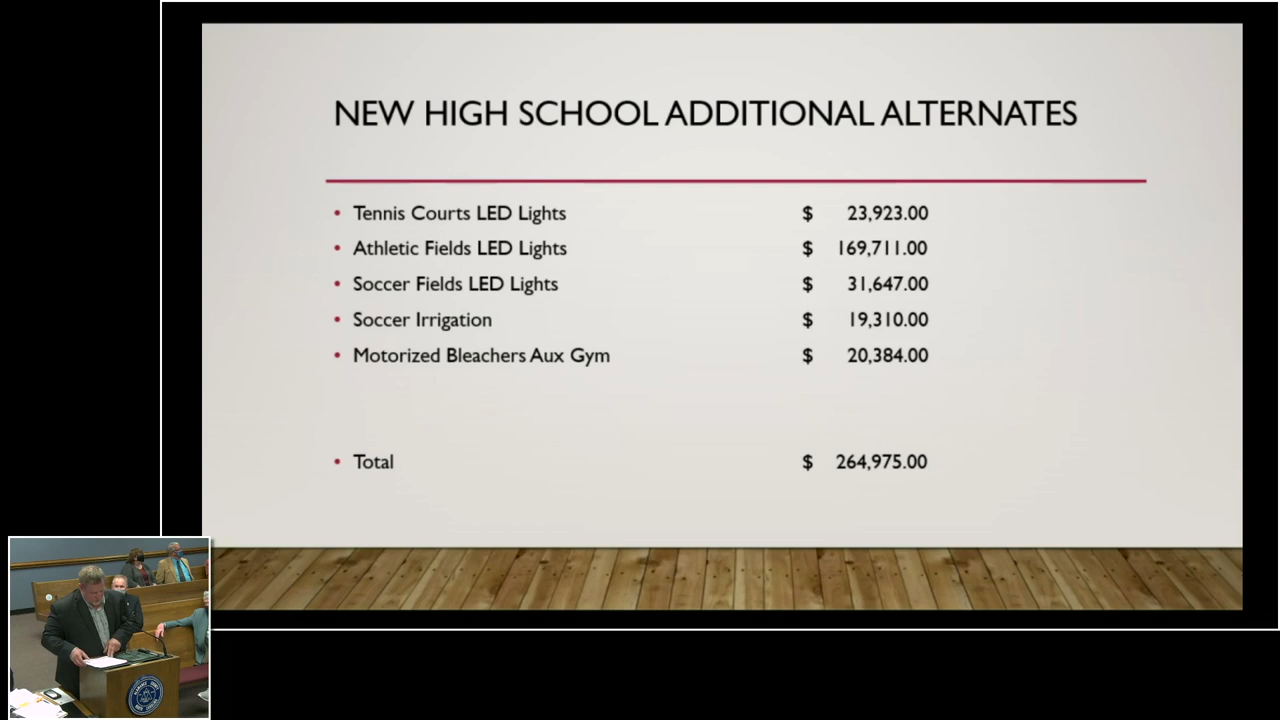 NEW HIGH SCHOOL ADDITIONAL ALTERNATES
• Tennis Courts LED Lights $ 23,923.00
• Athletic Fields LED Lights $ 169,711.00
• Soccer Fields LED Lights $ 31,647.00
• Soccer Irrigation $ 19,310.00
• Motorized Bleachers Aux Gym $ 20,384.00
• Total $ 264,975.00